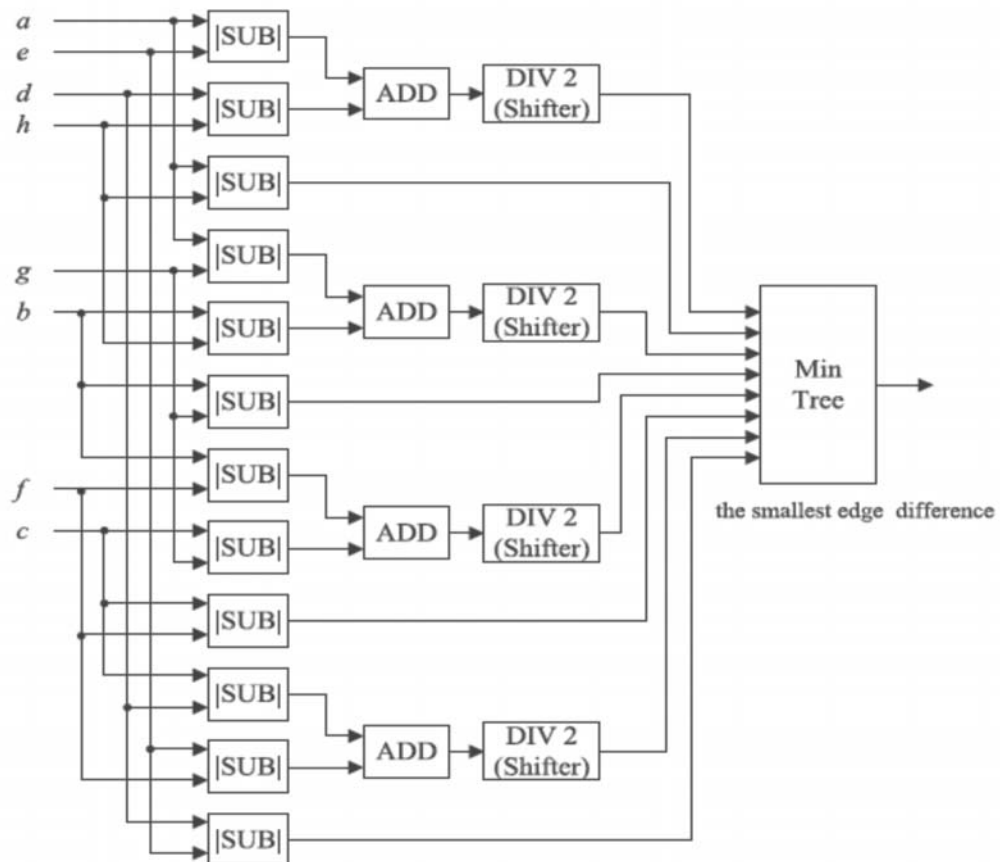 a
e
d
h
g
b
f
c
|SUB|
|SUB|
|SUB|
|SUB|
|SUB|
|SUB|
|SUB|
|SUB|
|SUB|
|SUB|
|SUB|
|SUB|
ADD
ADD
ADD
ADD
DIV 2
(Shifter)
DIV 2
(Shifter)
DIV 2
(Shifter)
DIV 2
(Shifter)
Min
Tree
the smallest edge difference